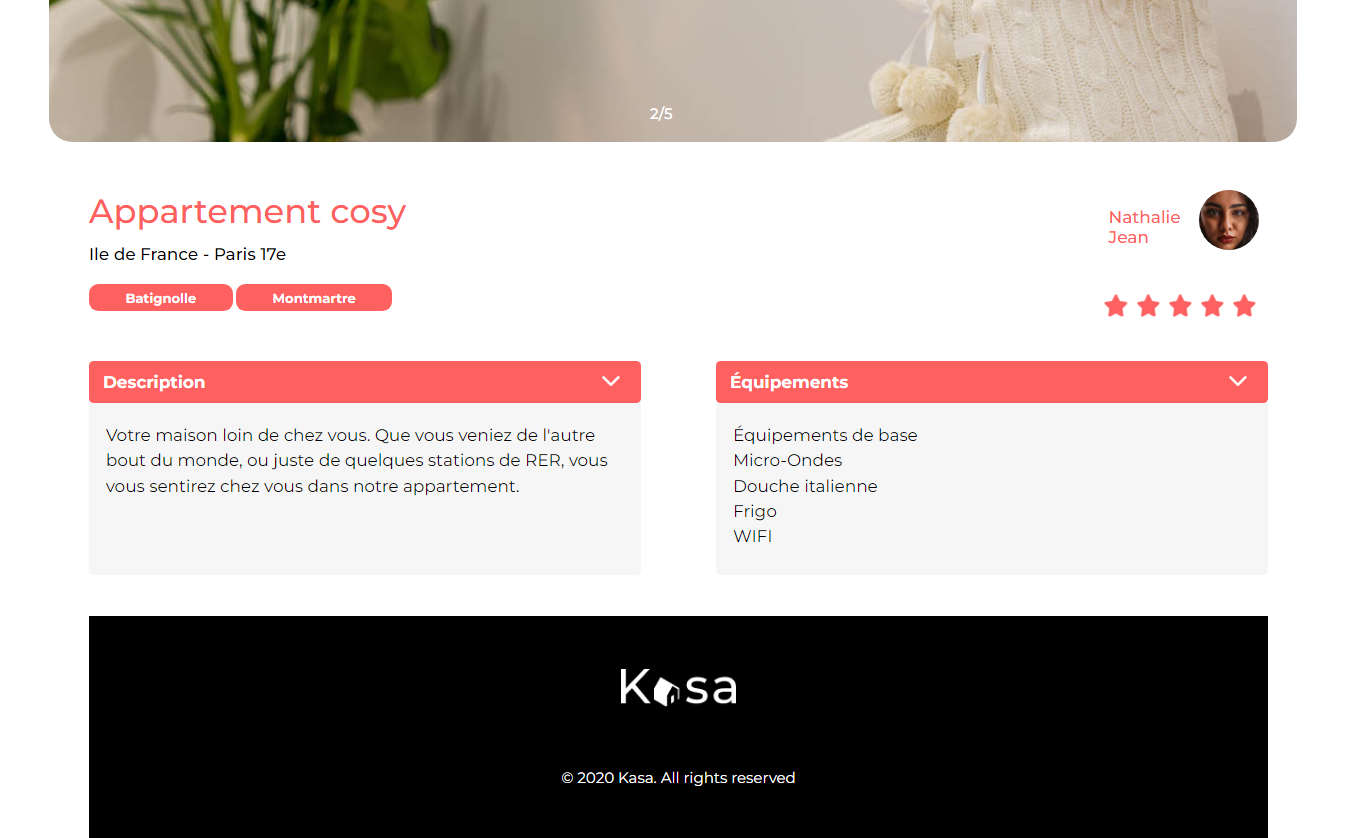 2/5
Appartement cosy
Ile de France - Paris 17e
Batignolle
Montmartre
Nathalie
Jean
Description
Votre maison loin de chez vous. Que vous veniez de l'autre
bout du monde, ou juste de quelques stations de RER, vous
vous sentirez chez vous dans notre appartement.
Équipements
Équipements de base
Micro-Ondes
Douche italienne
Frigo
WIFI
Kasa
© 2020 Kasa. All rights reserved